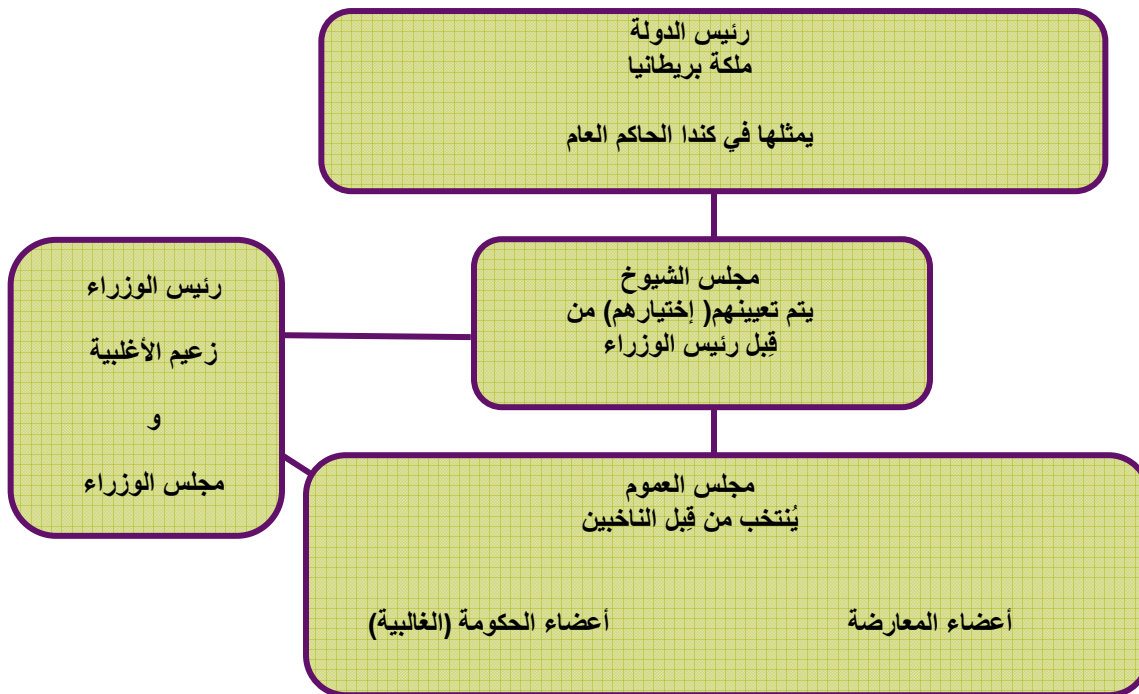 رئيس الدولة
ملكة بريطانيا
يمثلها في كندا الحاكم العام
مجلس الشيوخ
يتم تعيينهم( إختيارهم) من
قِبل رئيس الوزراء
رئيس الوزراء
زعيم الأغلبية
و
مجلس الوزراء
مجلس العموم
يُنتخب من قِبل الناخبين
أعضاء المعارضة
أعضاء الحكومة (الغالبية)